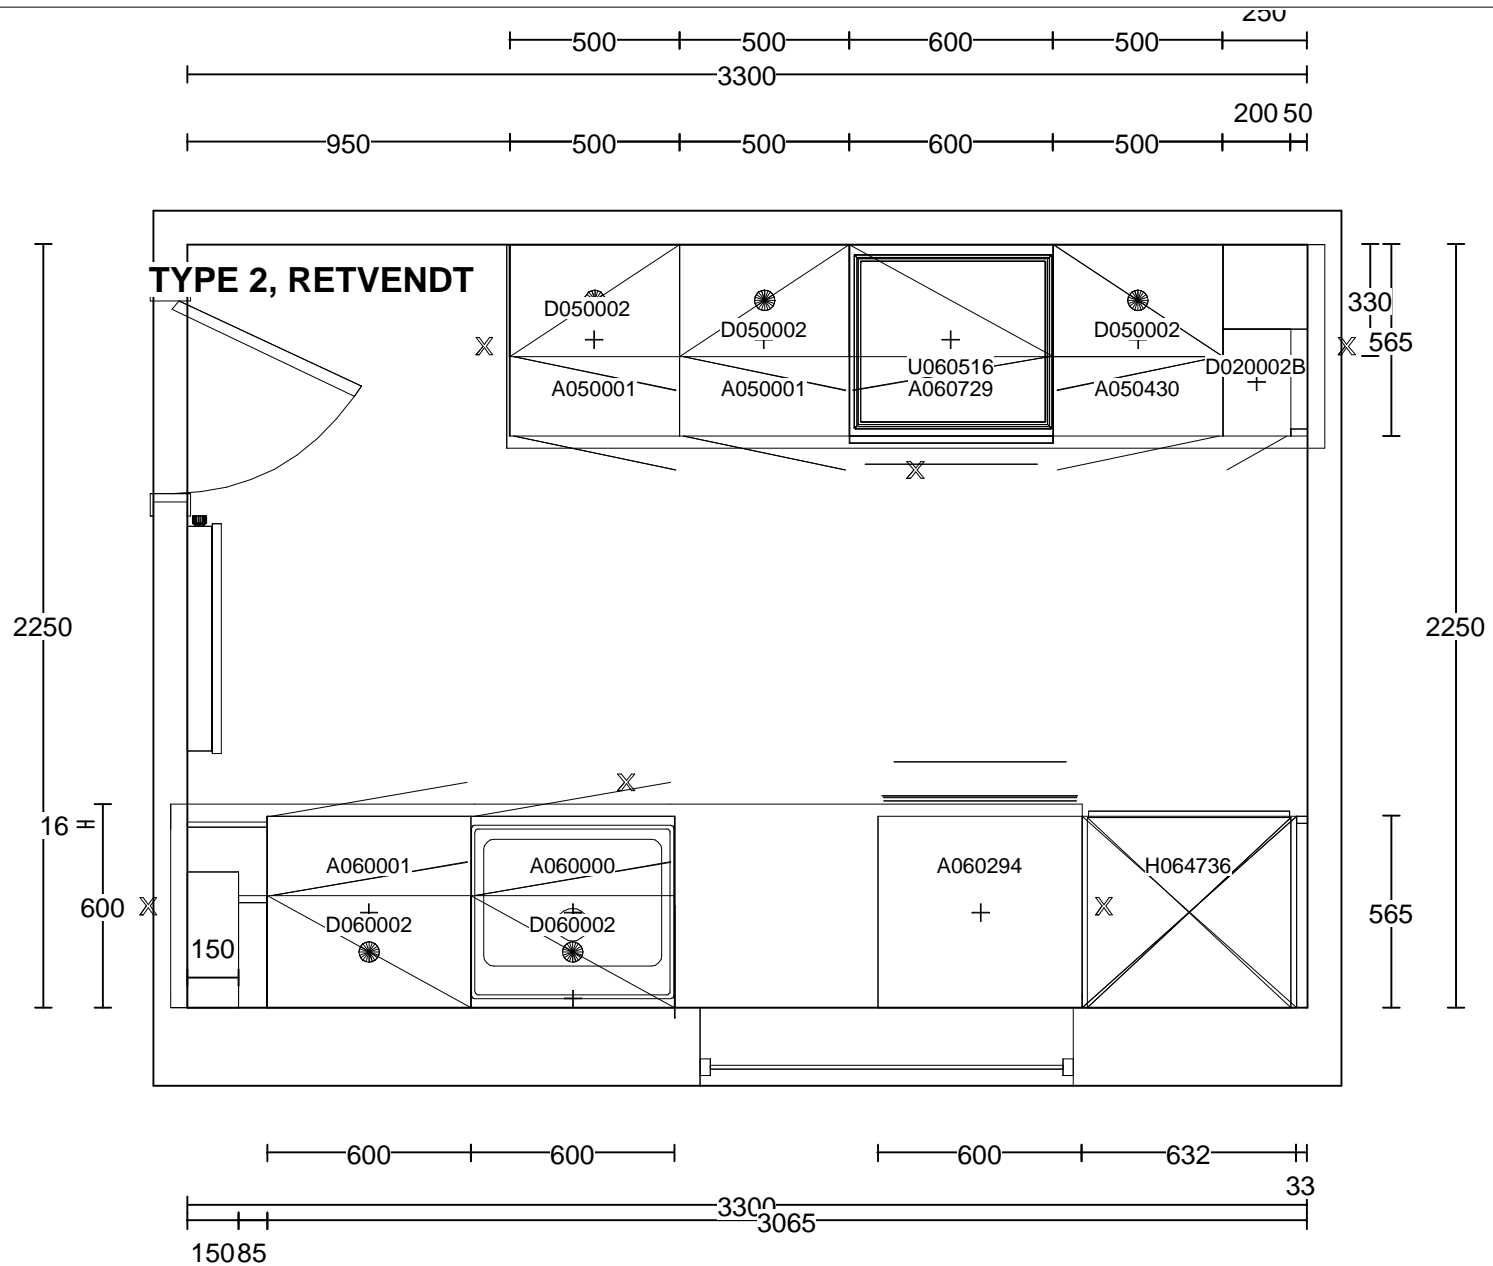 250
500 500 600 500
3300
200 50
950 500 500 600 500
TYPE 2, RETVENDT
D050002 D050002 D050002
330
565
U060516 D020002B
A050001 A050001 A060729 A050430
X X X
2250 2250
X
16
A060001 A060000 A060294 H064736
600 X X 565
D060002 D060002
150
600 600 600 632
33
3300
3065
150 85